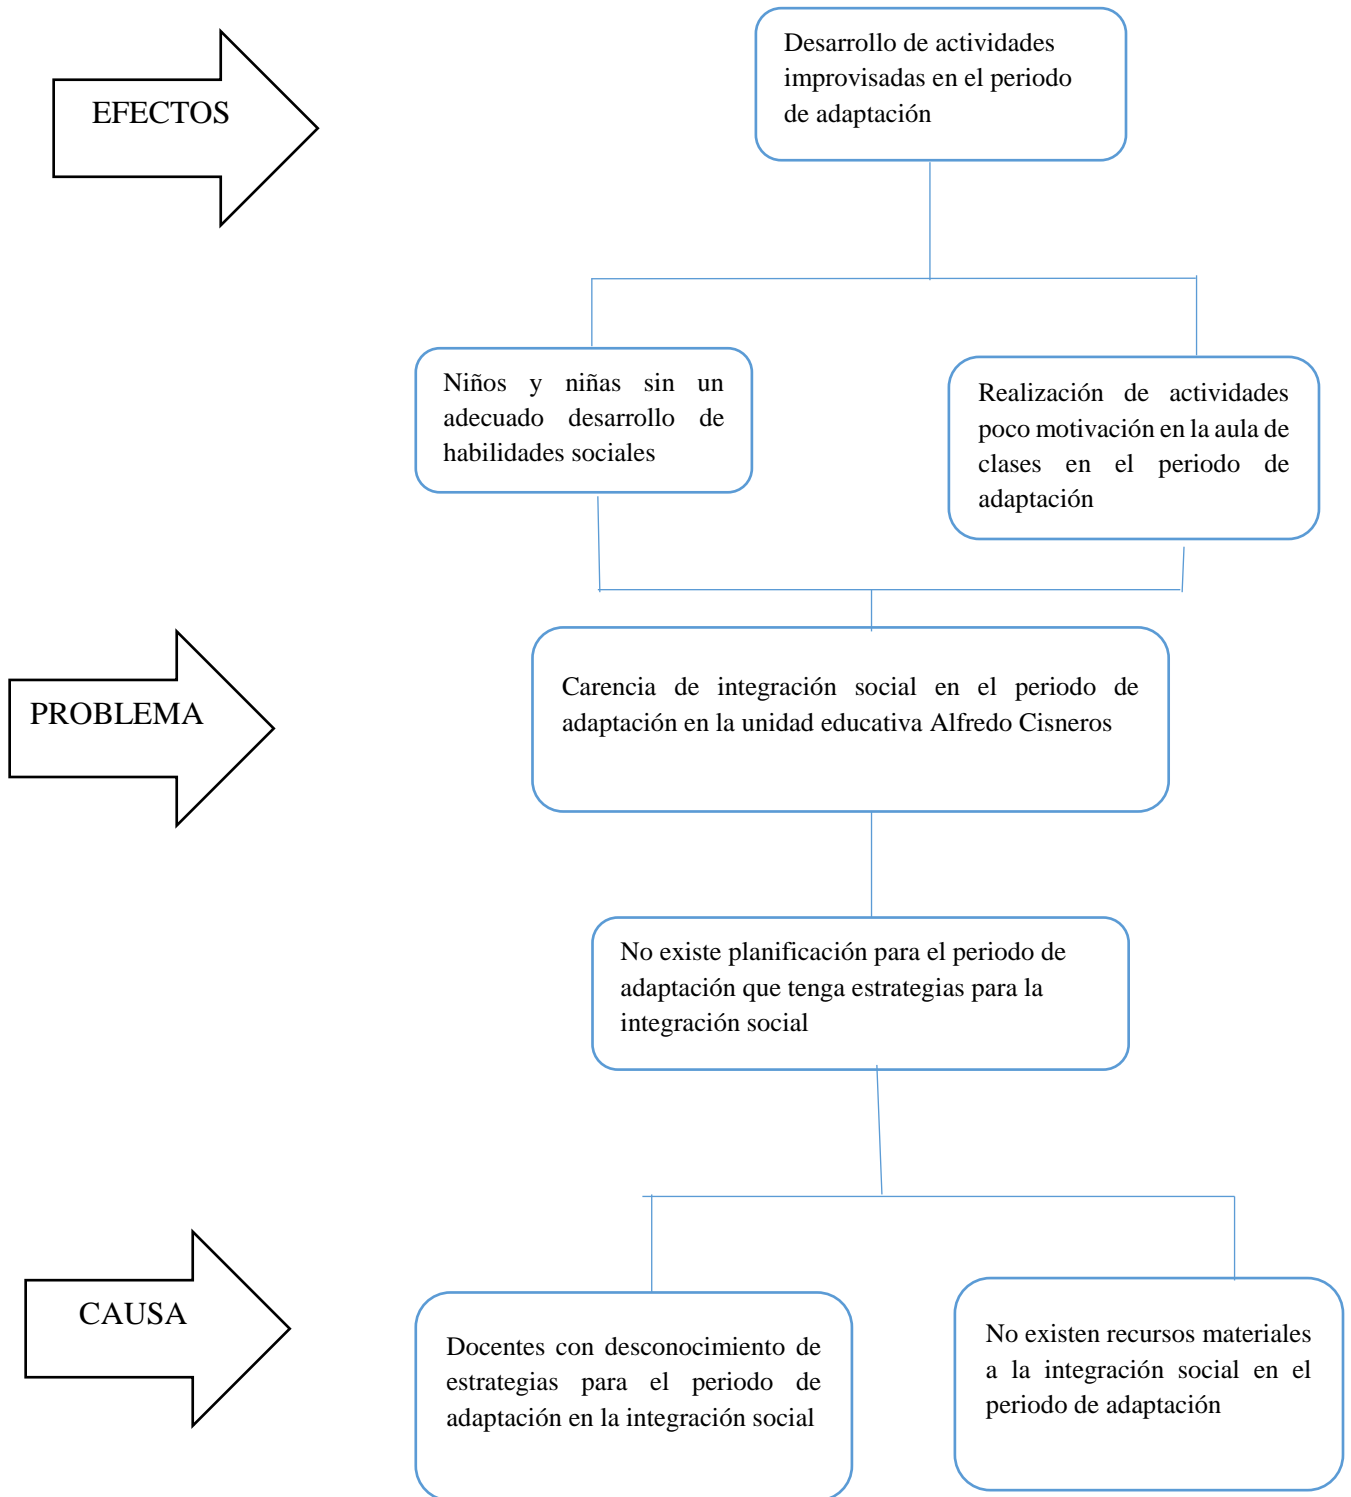 EFECTOS
Desarrollo de actividades
improvisadas en el periodo
de adaptación
Niños y niñas sin un
adecuado desarrollo de
habilidades sociales
Realización de actividades
poco motivación en la aula de
clases en el periodo de
adaptación
PROBLEMA
Carencia de integración social en el periodo de
adaptación en la unidad educativa Alfredo Cisneros
No existe planificación para el periodo de
adaptación que tenga estrategias para la
integración social
CAUSA
Docentes con desconocimiento de
estrategias para el periodo de
adaptación en la integración social
No existen recursos materiales
a la integración social en el
periodo de adaptación